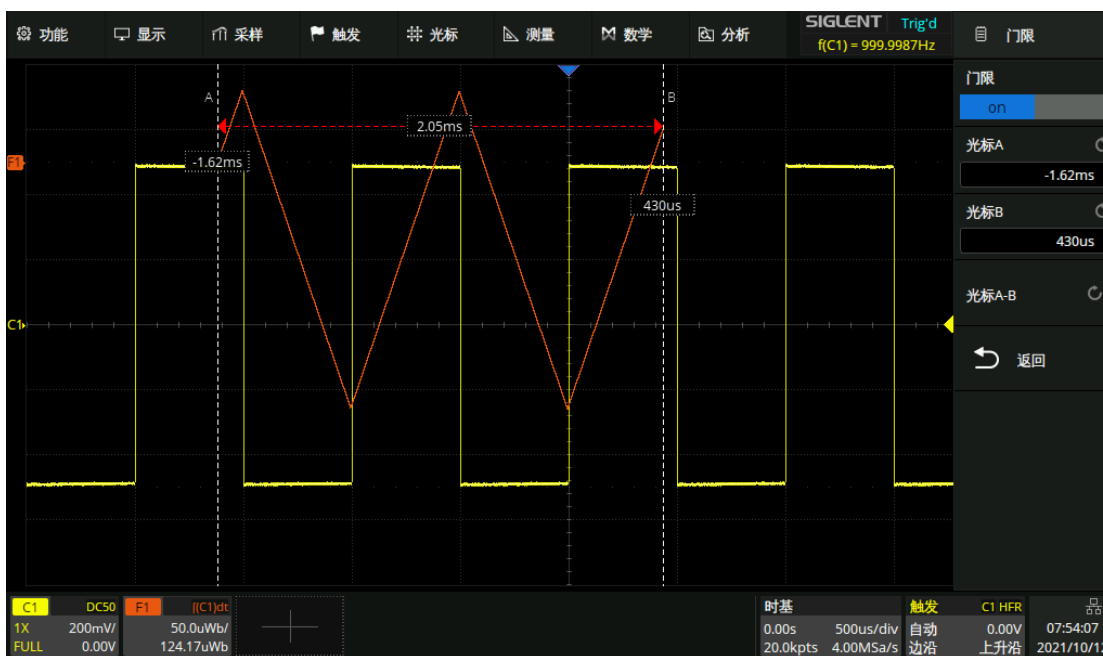 功能 显示 采样 触发 光标 测量 数学 分析 SIGLENT Trig'd
f(C1) = 999.9987Hz
门限
门限
on
光标A
-1.62ms
光标B
430us
光标A-B
返回
A
B
2.05ms
-1.62ms
430us
F1
C1
C1 DC50
1X 200mV/
FULL 0.00V
F1 ∫(C1)dt
50.0uWb/
124.17uWb
时基
0.00s 500us/div
20.0kpts 4.00MSa/s
触发 C1 HFR
自动 0.00V
边沿 上升沿
07:54:07